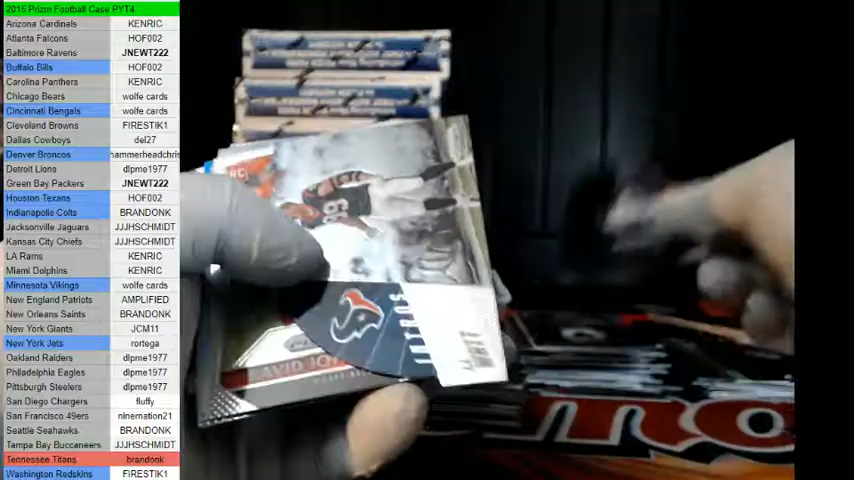 2015 Prizm Football Case PYT4
Arizona Cardinals KENRIC
Atlanta Falcons HOF002
Baltimore Ravens JNEWT222
Buffalo Bills HOF002
Carolina Panthers KENRIC
Chicago Bears wolfe cards
Cincinnati Bengals wolfe cards
Cleveland Browns FIRESTIK1
Dallas Cowboys del27
Denver Broncos hammerheadchris
Detroit Lions dlpme1977
Green Bay Packers JNEWT222
Houston Texans HOF002
Indianapolis Colts BRANDONK
Jacksonville Jaguars JJJHSCHMIDT
Kansas City Chiefs JJJHSCHMIDT
LA Rams KENRIC
Miami Dolphins KENRIC
Minnesota Vikings wolfe cards
New England Patriots AMPLIFIED
New Orleans Saints BRANDONK
New York Giants JCM11
New York Jets rortega
Oakland Raiders dlpme1977
Philadelphia Eagles dlpme1977
Pittsburgh Steelers dlpme1977
San Diego Chargers fluffy
San Francisco 49ers ninernation21
Seattle Seahawks BRANDONK
Tampa Bay Buccaneers JJJHSCHMIDT
Tennessee Titans brandonk
Washington Redskins FIRESTIK1
WATT